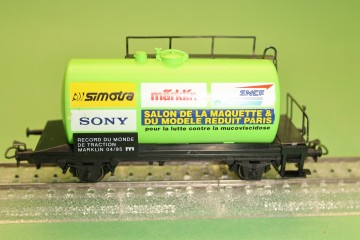 simotra
märklin
SNCF
SONY
SALON DE LA MAQUETTE &
DU MODELE REDUIT PARIS
pour la lutte contre la mucoviscidose
RECORD DU MONDE
DE TRACTION
MARKLIN 04/95